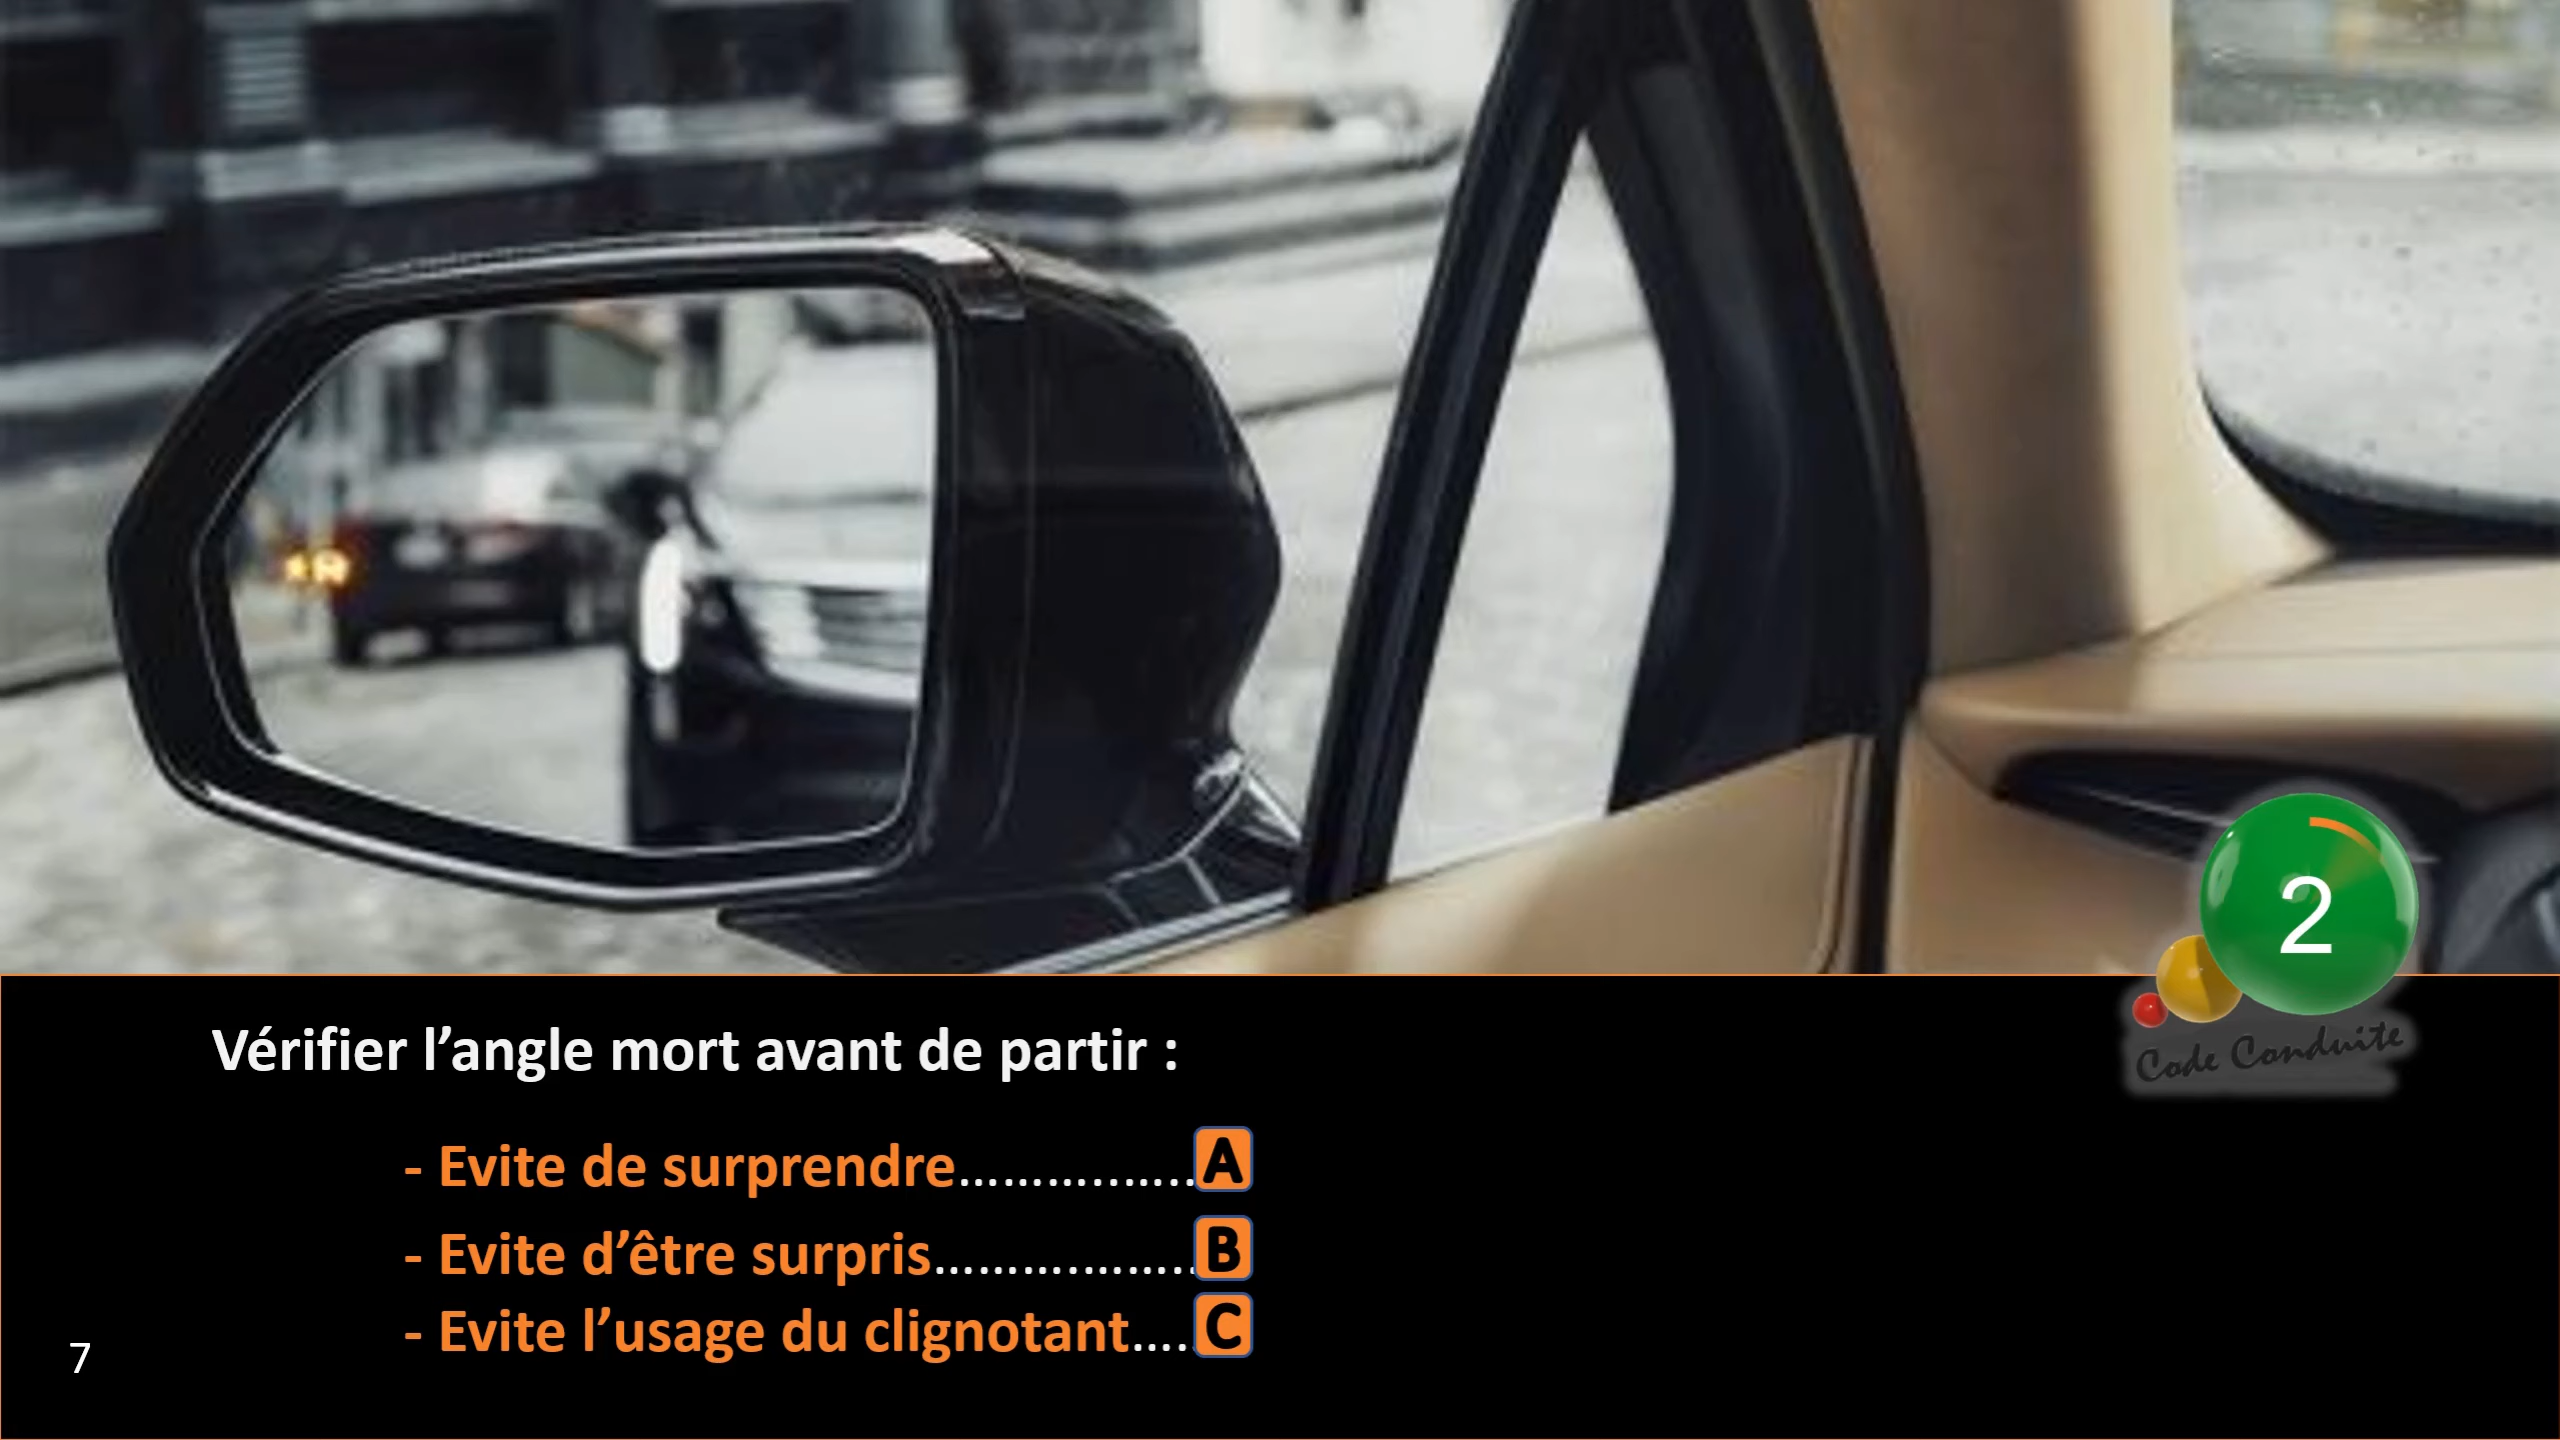 2
Code Conduite
Vérifier l’angle mort avant de partir :
- Evite de surprendre................A
- Evite d’être surpris..................B
- Evite l’usage du clignotant....C
7